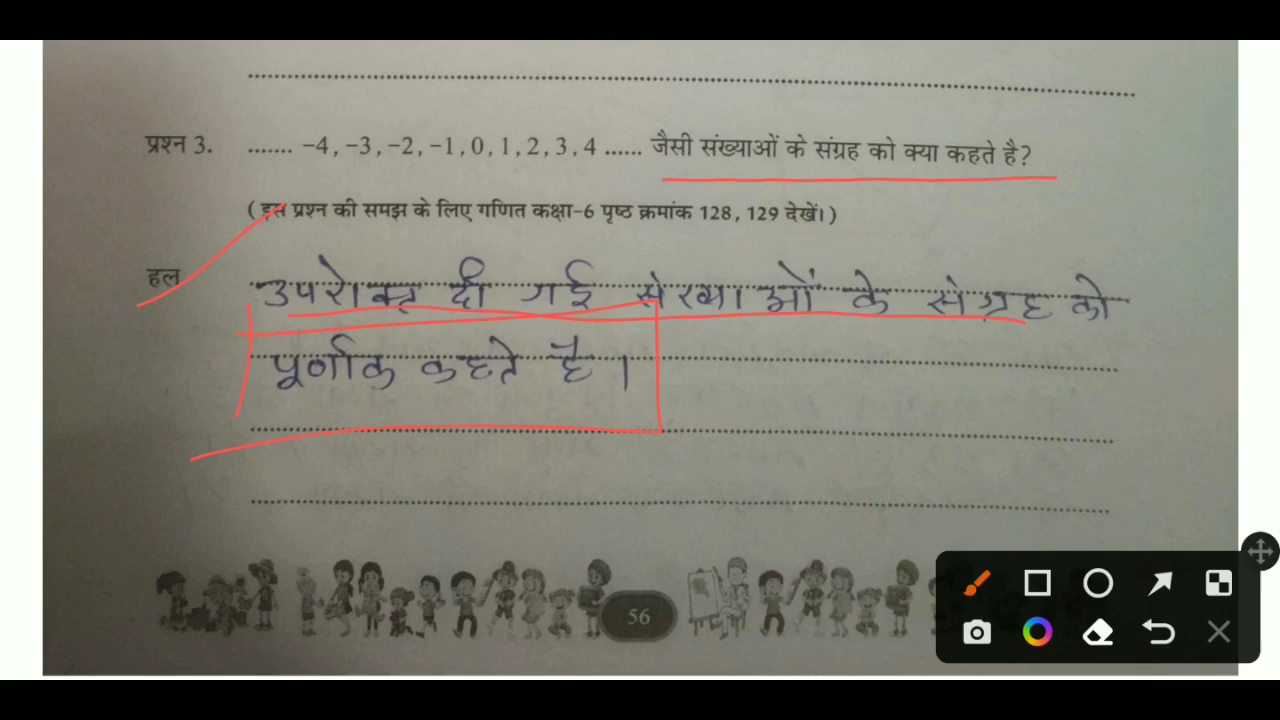 प्रश्न 3. ....... -4, -3, -2, -1, 0, 1, 2, 3, 4 ...... जैसी संख्याओं के संग्रह को क्या कहते है?
( इस प्रश्न की समझ के लिए गणित कक्षा-6 पृष्ठ क्रमांक 128, 129 देखें। )
हल उपरोक्त दी गई संख्याओं के संग्रह को
पूर्णांक कहते है।
56